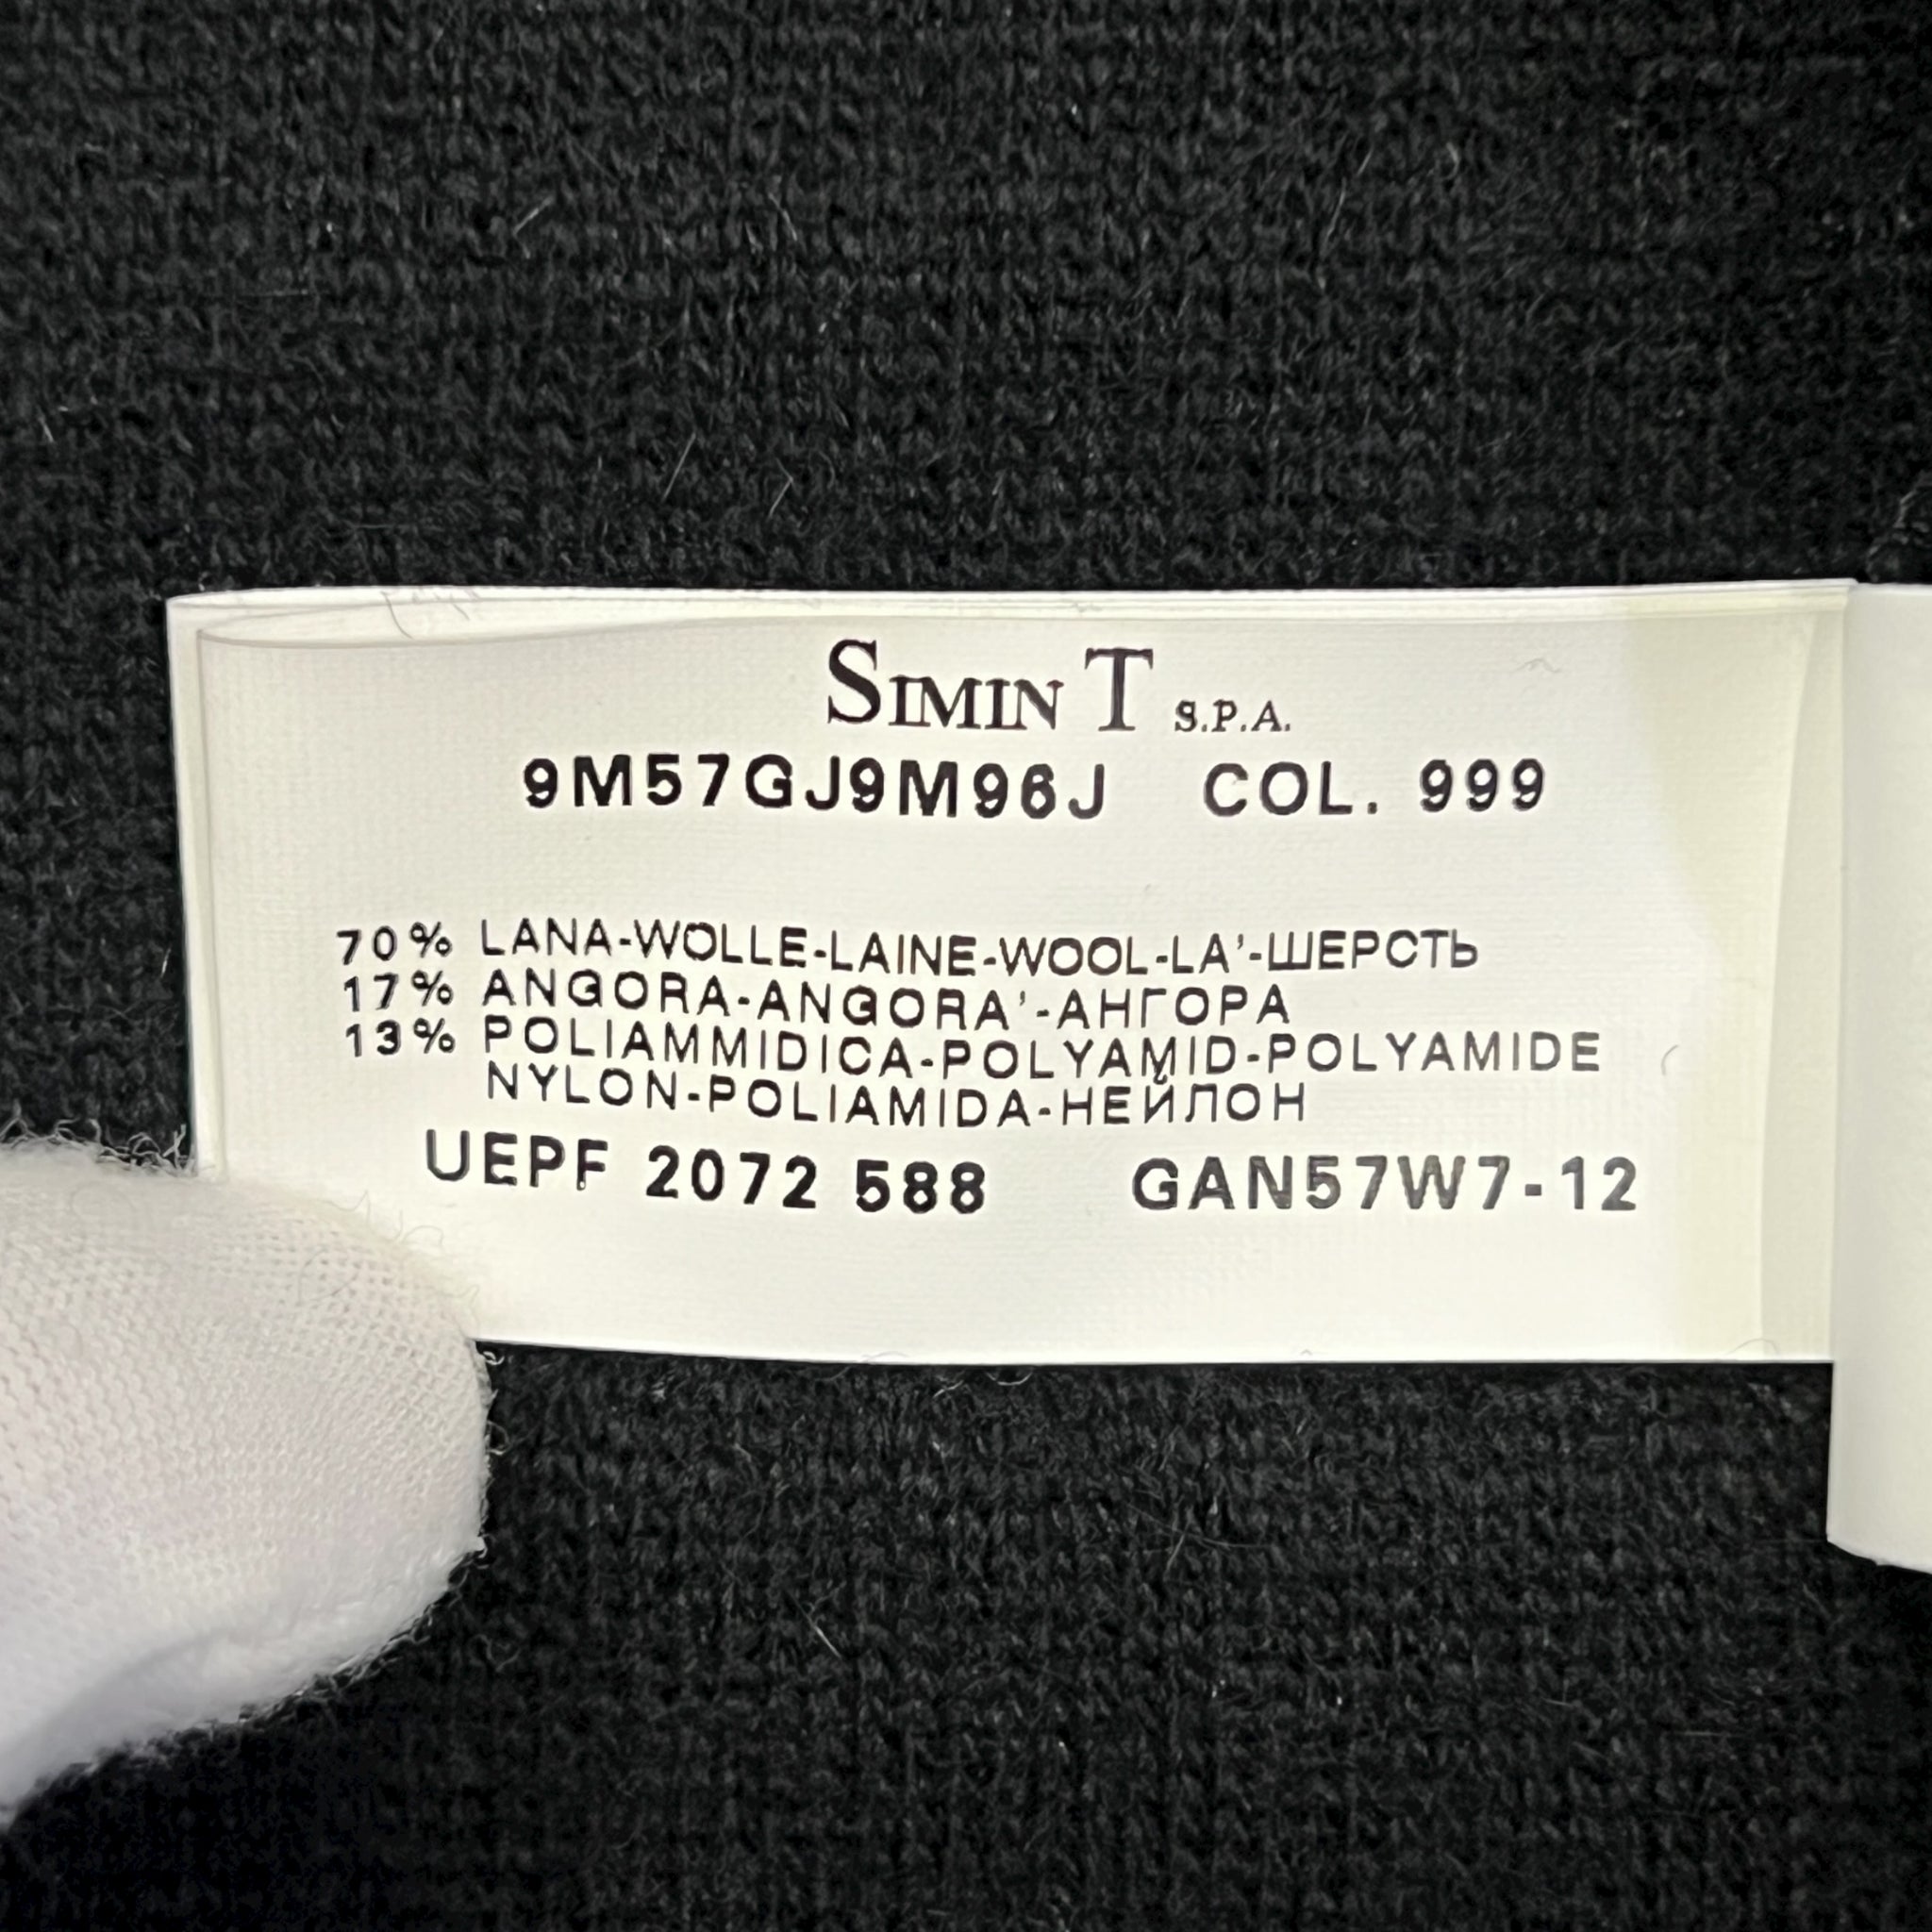 SIMIN T S.P.A.
9M57GJ9M96J COL. 999
70% LANA-WOLLE-LAINE-WOOL-LA'-ШЕРСТЬ
17% ANGORA-ANGORA'-АНГОРА
13% POLIAMMIDICA-POLYAMID-POLYAMIDE
NYLON-POLIAMIDA-НЕЙЛОН
UEPF 2072 588 GAN57W7-12